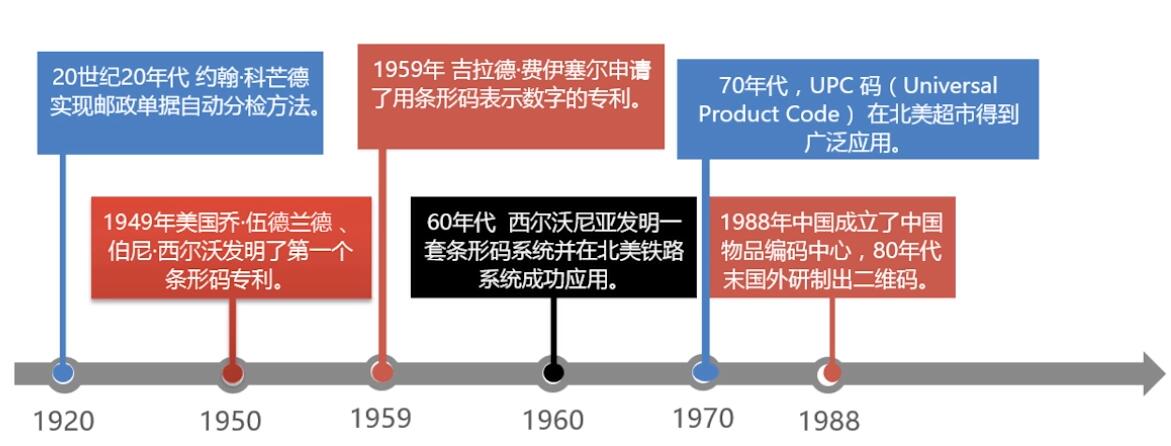 20世纪20年代 约翰·科芒德
实现邮政单据自动分检方法。
1959年 吉拉德·费伊塞尔申请
了用条形码表示数字的专利。
70年代，UPC 码（Universal
Product Code ） 在北美超市得到
广泛应用。
1949年美国乔·伍德兰德 、
伯尼·西尔沃发明了第一个
条形码专利。
60年代 西尔沃尼亚发明一
套条形码系统并在北美铁路
系统成功应用。
1988年中国成立了中国
物品编码中心，80年代
末国外研制出二维码。
1920
1950
1959
1960
1970
1988